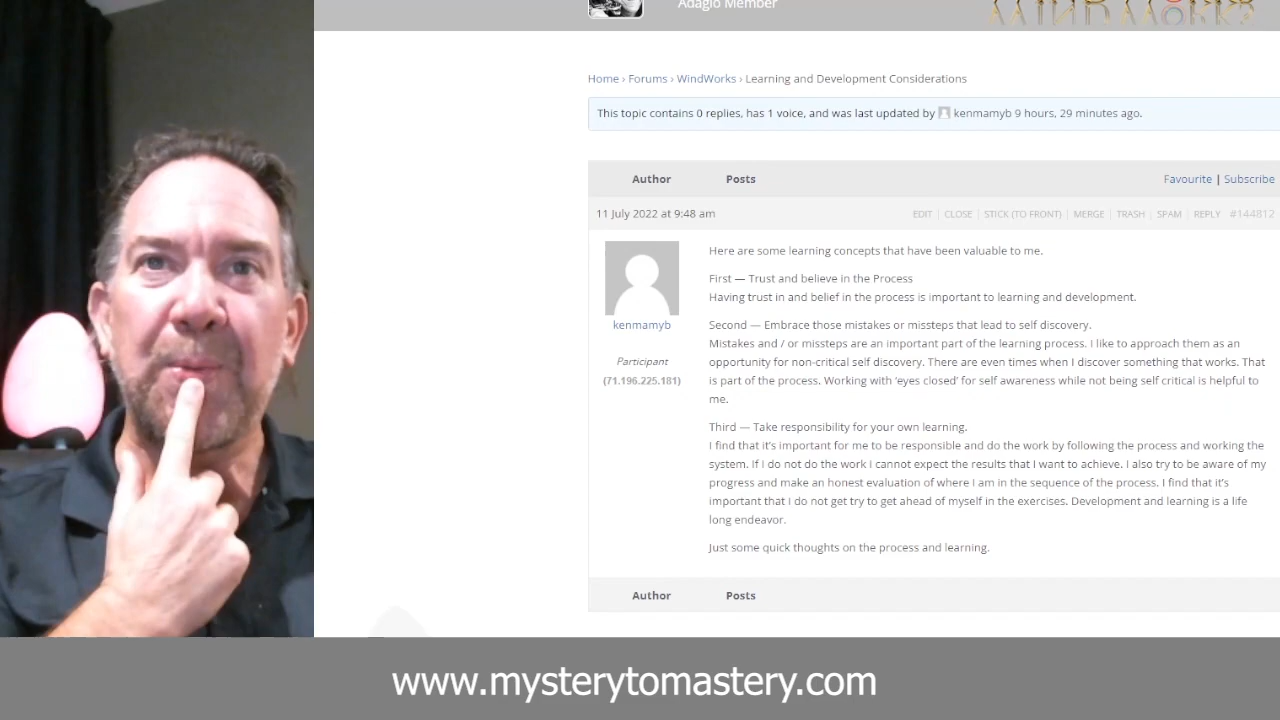 Adagio Member
MIND WORKS
Home › Forums › WindWorks › Learning and Development Considerations
This topic contains 0 replies, has 1 voice, and was last updated by kenmamyb 9 hours, 29 minutes ago.
Author Posts Favourite | Subscribe
11 July 2022 at 9:48 am EDIT | CLOSE | STICK (TO FRONT) | MERGE | TRASH | SPAM | REPLY #144812
kenmamyb
Participant
(71.196.225.181)
Here are some learning concepts that have been valuable to me.
First — Trust and believe in the Process
Having trust in and belief in the process is important to learning and development.
Second — Embrace those mistakes or missteps that lead to self discovery.
Mistakes and / or missteps are an important part of the learning process. I like to approach them as an
opportunity for non-critical self discovery. There are even times when I discover something that works. That
is part of the process. Working with ‘eyes closed’ for self awareness while not being self critical is helpful to
me.
Third — Take responsibility for your own learning.
I find that it’s important for me to be responsible and do the work by following the process and working the
system. If I do not do the work I cannot expect the results that I want to achieve. I also try to be aware of my
progress and make an honest evaluation of where I am in the sequence of the process. I find that it’s
important that I do not get try to get ahead of myself in the exercises. Development and learning is a life
long endeavor.
Just some quick thoughts on the process and learning.
Author Posts
www.mysterytomastery.com